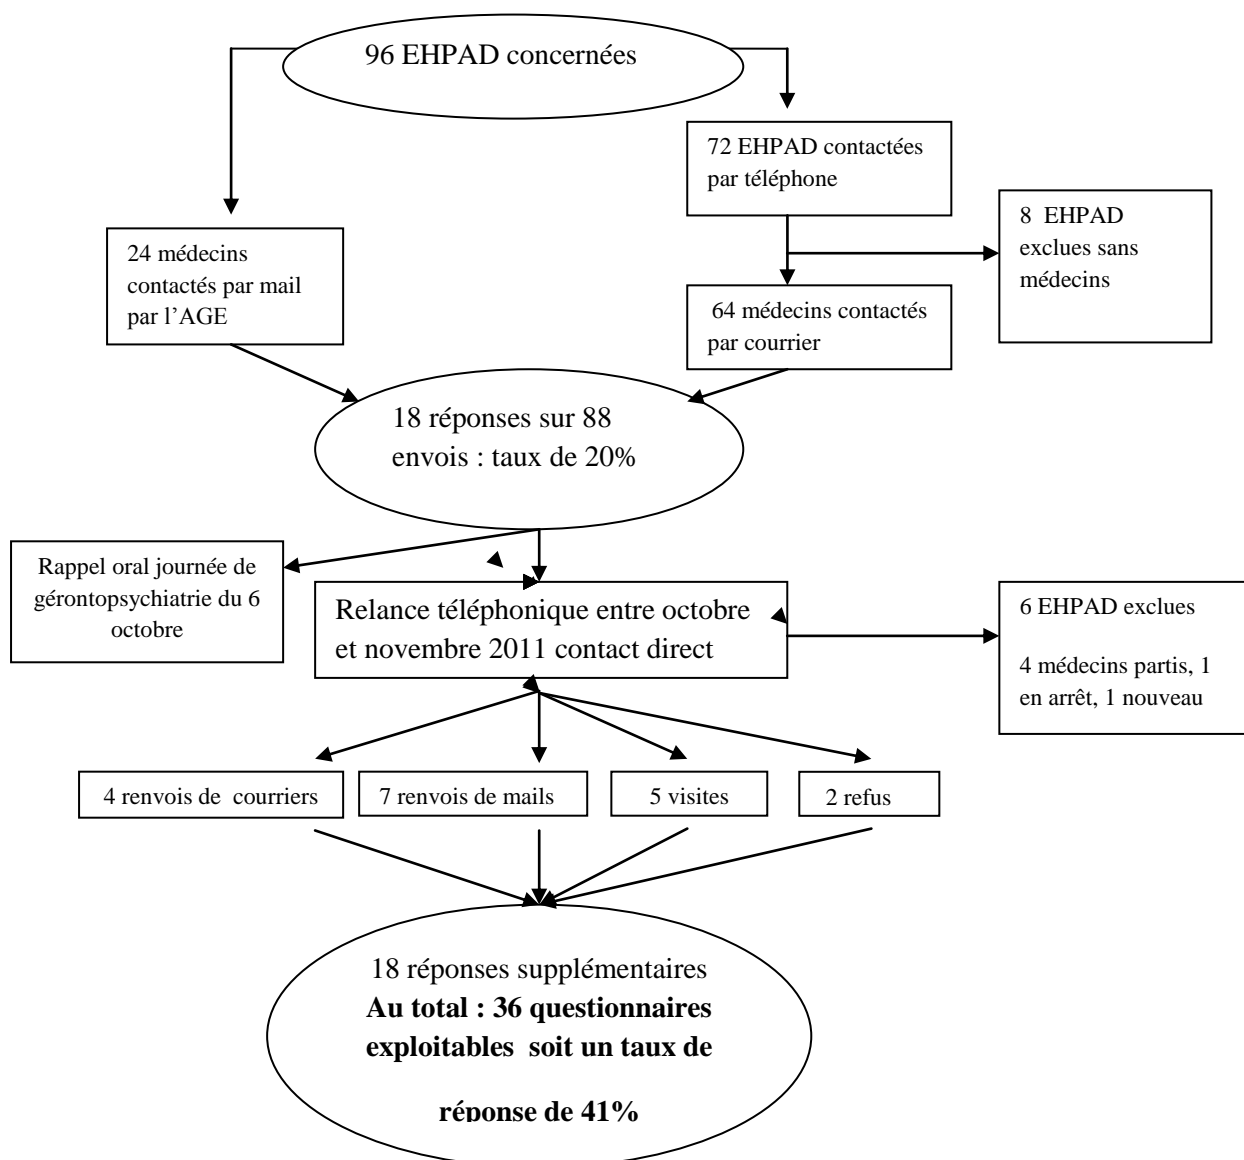 96 EHPAD concernées
72 EHPAD contactées
par téléphone
8 EHPAD
exclues sans
médecins
24 médecins
contactés par mail
par l’AGE
64 médecins contactés
par courrier
18 réponses sur 88
envois : taux de 20%
Rappel oral journée de
gérontopsychiatrie du 6
octobre
Relance téléphonique entre octobre
et novembre 2011 contact direct
6 EHPAD exclues
4 médecins partis, 1
en arrêt, 1 nouveau
4 renvois de courriers
7 renvois de mails
5 visites
2 refus
18 réponses supplémentaires
Au total : 36 questionnaires
exploitables soit un taux de
réponse de 41%